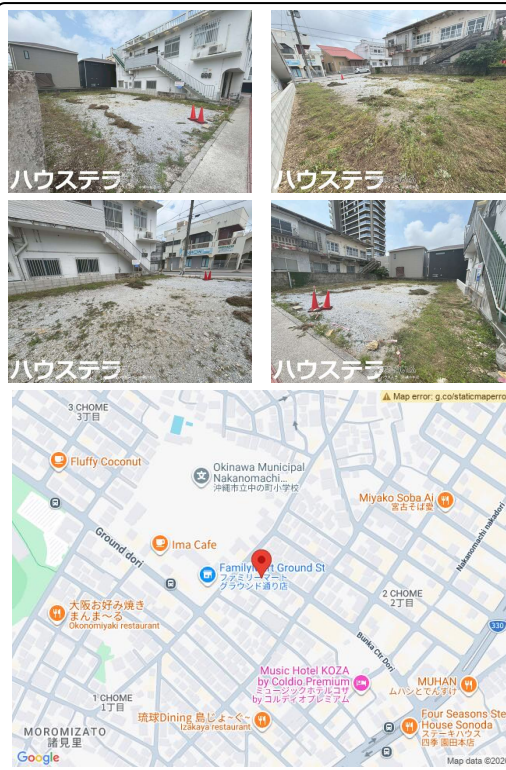 ハウステラ
ハウステラ
ハウステラ
ハウステラ
Map error: g.co/staticmaperro
3 CHOME
3丁目
Fluffy Coconut
Okinawa Municipal
Nakanomachi...
沖縄市立中の町小学校
Miyako Soba Ai
宮古そば愛
Nakanomachi nakadori
Ground dori
Ima Cafe
FamilyMart Ground St
ファミリーマート
グラウンド通り店
2 CHOME
2丁目
大阪お好み焼き
まんま～る
Okonomiyaki restaurant
330
Bunka Ctr Dori
Music Hotel KOZA
by Coldio Premium
ミュージックホテルコザ
by コルディオプレミアム
MUHAN
ムハンとでんすけ
1 CHOME
1丁目
琉球Dining 島じょ~ぐ~
Izakaya restaurant
Four Seasons Ste
House Sonoda
ステーキハウス
四季 園田本店
MOROMIZATO
諸見里
Google
Map data ©2026